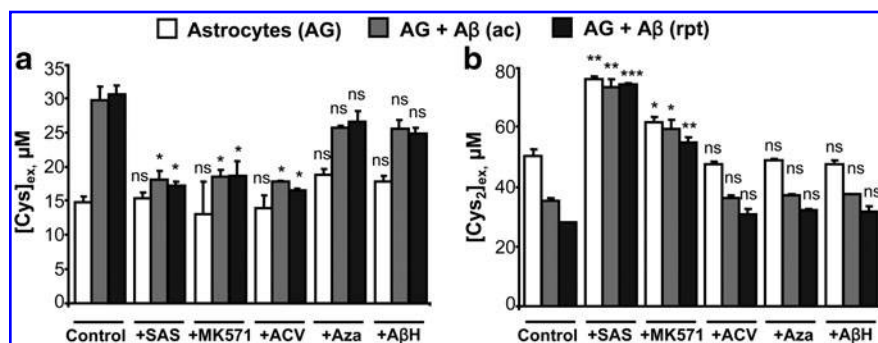 Astrocytes (AG) AG + Aβ (ac) AG + Aβ (rpt)
a
[Cys]ex, µM
35
30
25
20
15
10
5
0
ns * *
ns * *
ns * *
ns ns ns
ns ns ns
Control +SAS +MK571 +ACV +Aza +AβH
b
[Cys2]ex, µM
80
60
40
20
0
** ** ***
* * **
ns ns ns
ns ns ns
ns ns ns
Control +SAS +MK571 +ACV +Aza +AβH